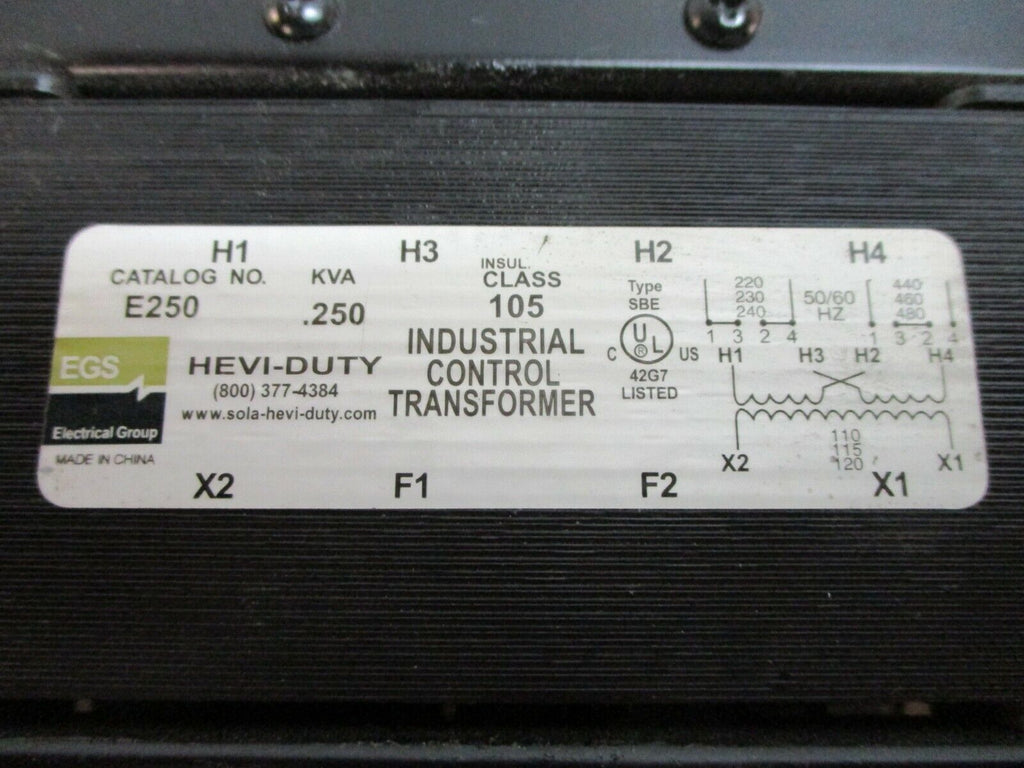 H1 H3 H2 H4
CATALOG NO. KVA INSUL. CLASS
E250 .250 105
INDUSTRIAL
CONTROL
TRANSFORMER
EGS
Electrical Group
MADE IN CHINA
HEVI-DUTY
(800) 377-4384
www.sola-hevi-duty.com
Type
SBE
C UL ® US
42G7
LISTED
220
230
240
50/60
HZ
440
460
480
1 3 2 4 1 3 2 4
H1 H3 H2 H4
110
115
120
X2 X1
X2 F1 F2 X1